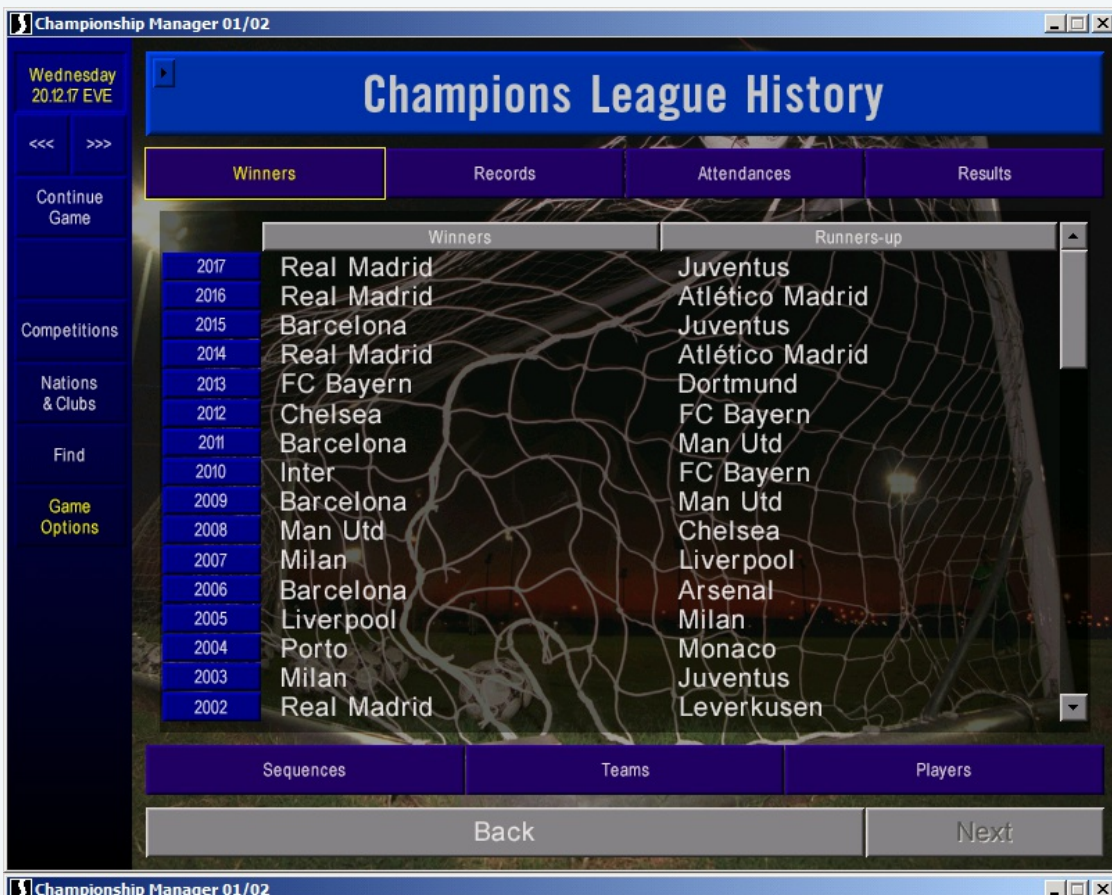 Championship Manager 01/02
Wednesday
20.12.17 EVE
<<< >>>
Continue
Game
Competitions
Nations
& Clubs
Find
Game
Options
Champions League History
Winners Records Attendances Results
Winners Runners-up
2017 Real Madrid Juventus
2016 Real Madrid Atlético Madrid
2015 Barcelona Juventus
2014 Real Madrid Atlético Madrid
2013 FC Bayern Dortmund
2012 Chelsea FC Bayern
2011 Barcelona Man Utd
2010 Inter FC Bayern
2009 Barcelona Man Utd
2008 Man Utd Chelsea
2007 Milan Liverpool
2006 Barcelona Arsenal
2005 Liverpool Milan
2004 Porto Monaco
2003 Milan Juventus
2002 Real Madrid Leverkusen
Sequences Teams Players
Back Next
Championship Manager 01/02